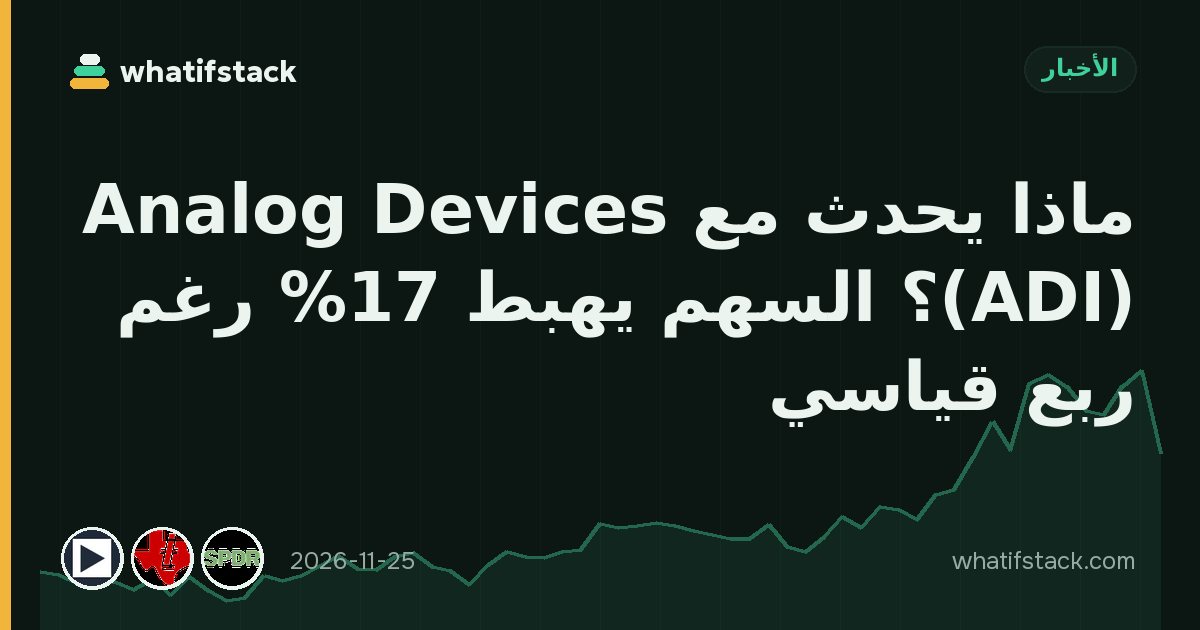 whatifstack
الأخبار
ماذا يحدث مع Analog Devices
(ADI)؟ السهم يهبط 17% رغم
ربع قياسي
SPDR
2026-11-25
whatifstack.com